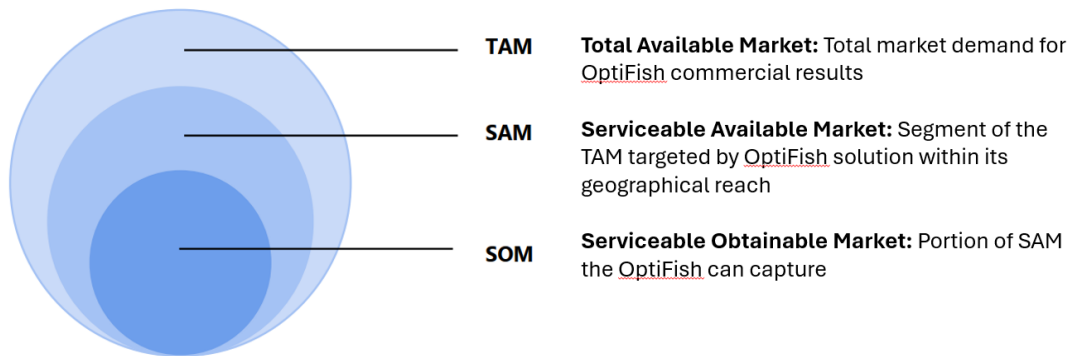 TAM
Total Available Market: Total market demand for
OptiFish commercial results
SAM
Serviceable Available Market: Segment of the
TAM targeted by OptiFish solution within its
geographical reach
SOM
Serviceable Obtainable Market: Portion of SAM
the OptiFish can capture